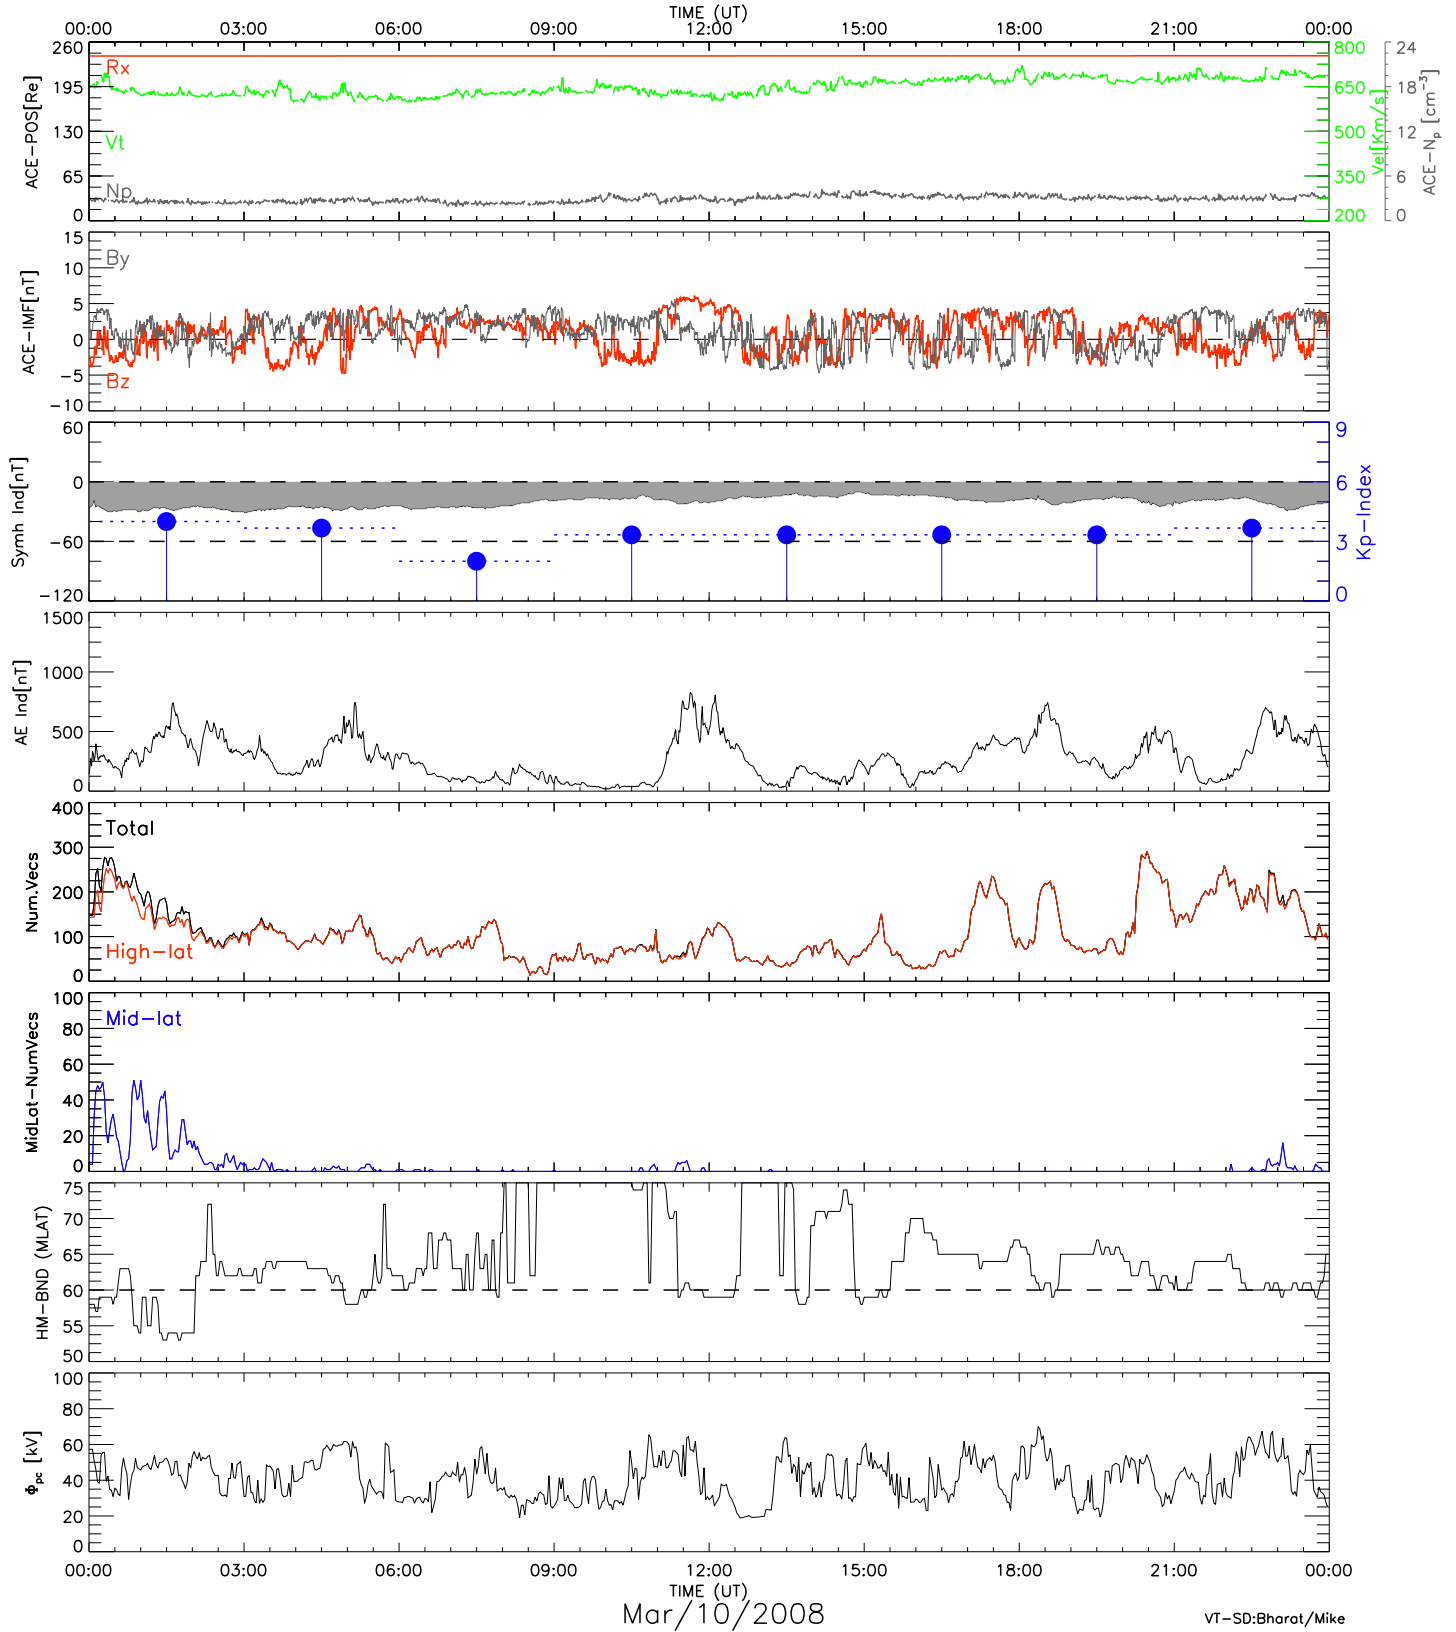 TIME (UT)
00:00 03:00 06:00 09:00 12:00 15:00 18:00 21:00 00:00
ACE-POS[Re]
260
195
130
65
0
Rx
Vt
Np
800
650
500
350
200
Vel[Km/s]
24
18
12
6
0
ACE-Np [cm⁻³]
ACE-IMF[nT]
15
10
5
0
-5
-10
By
Bz
Symh Ind[nT]
60
0
-60
-120
9
6
3
0
Kp-Index
AE Ind[nT]
1500
1000
500
0
Num.Vecs
400
300
200
100
0
Total
High-lat
MidLat-NumVecs
100
80
60
40
20
0
Mid-lat
HM-BND (MLAT)
75
70
65
60
55
50
Φpc [kV]
100
80
60
40
20
0
00:00 03:00 06:00 09:00 12:00 15:00 18:00 21:00 00:00
TIME (UT)
Mar/10/2008
VT-SD:Bharat/Mike